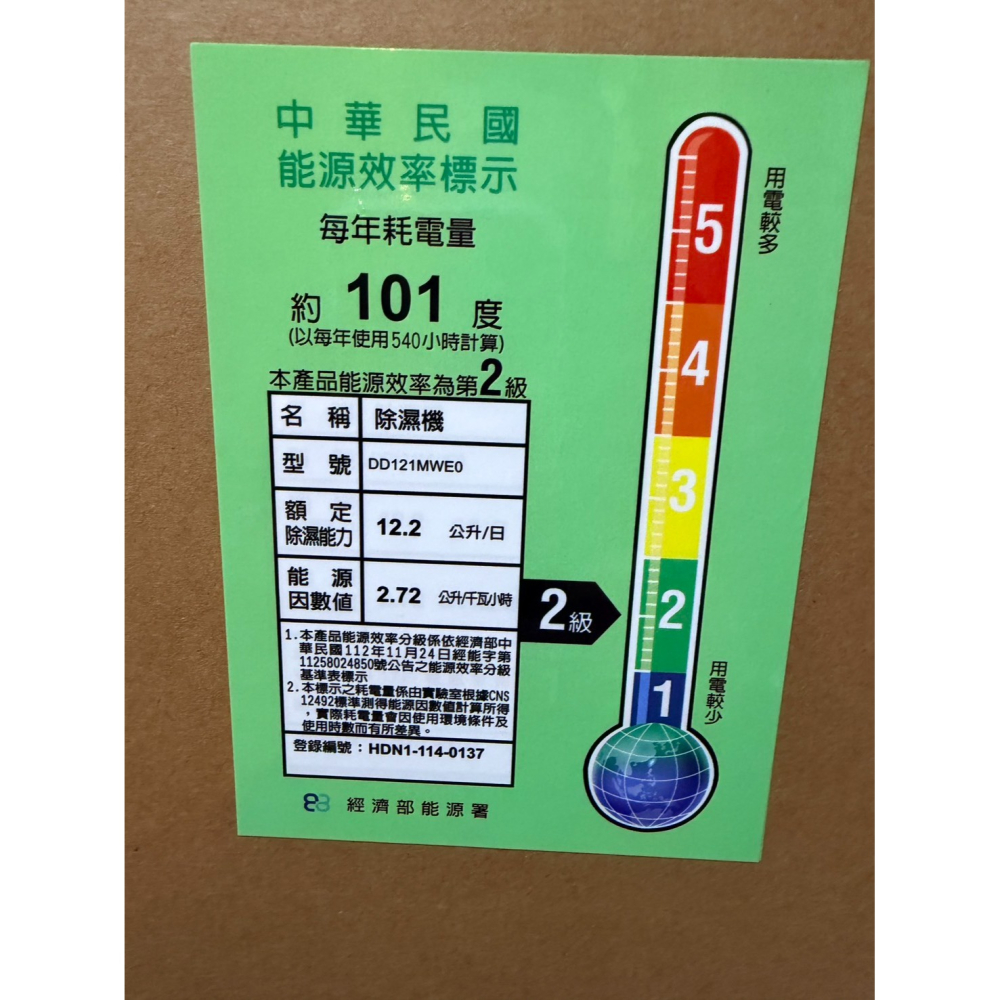 中華民國
能源效率標示
每年耗電量
約 101 度
(以每年使用540小時計算)
本產品能源效率為第2級
名稱 除濕機
型號 DD121MWE0
額定除濕能力 12.2 公升/日
能源因數值 2.72 公升/千瓦小時
1.本產品能源效率分級係依經濟部中
華民國112年11月24日經能字第
11258024850號公告之能源效率分級
基準表標示
2.本標示之耗電量係由實驗室根據CNS
12492標準測得能源因數值計算所得
，實際耗電量會因使用環境條件及
使用時數而有所差異。
登錄編號：HDN1-114-0137
經濟部能源署
2級
用電較多
5
4
3
2
1
用電較少